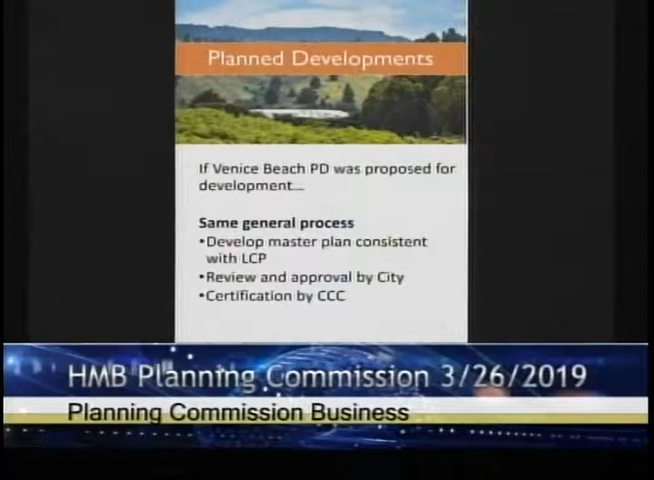 Planned Developments
If Venice Beach PD was proposed for
development...
Same general process
•Develop master plan consistent
with LCP
•Review and approval by City
•Certification by CCC
HMB Planning Commission 3/26/2019
Planning Commission Business